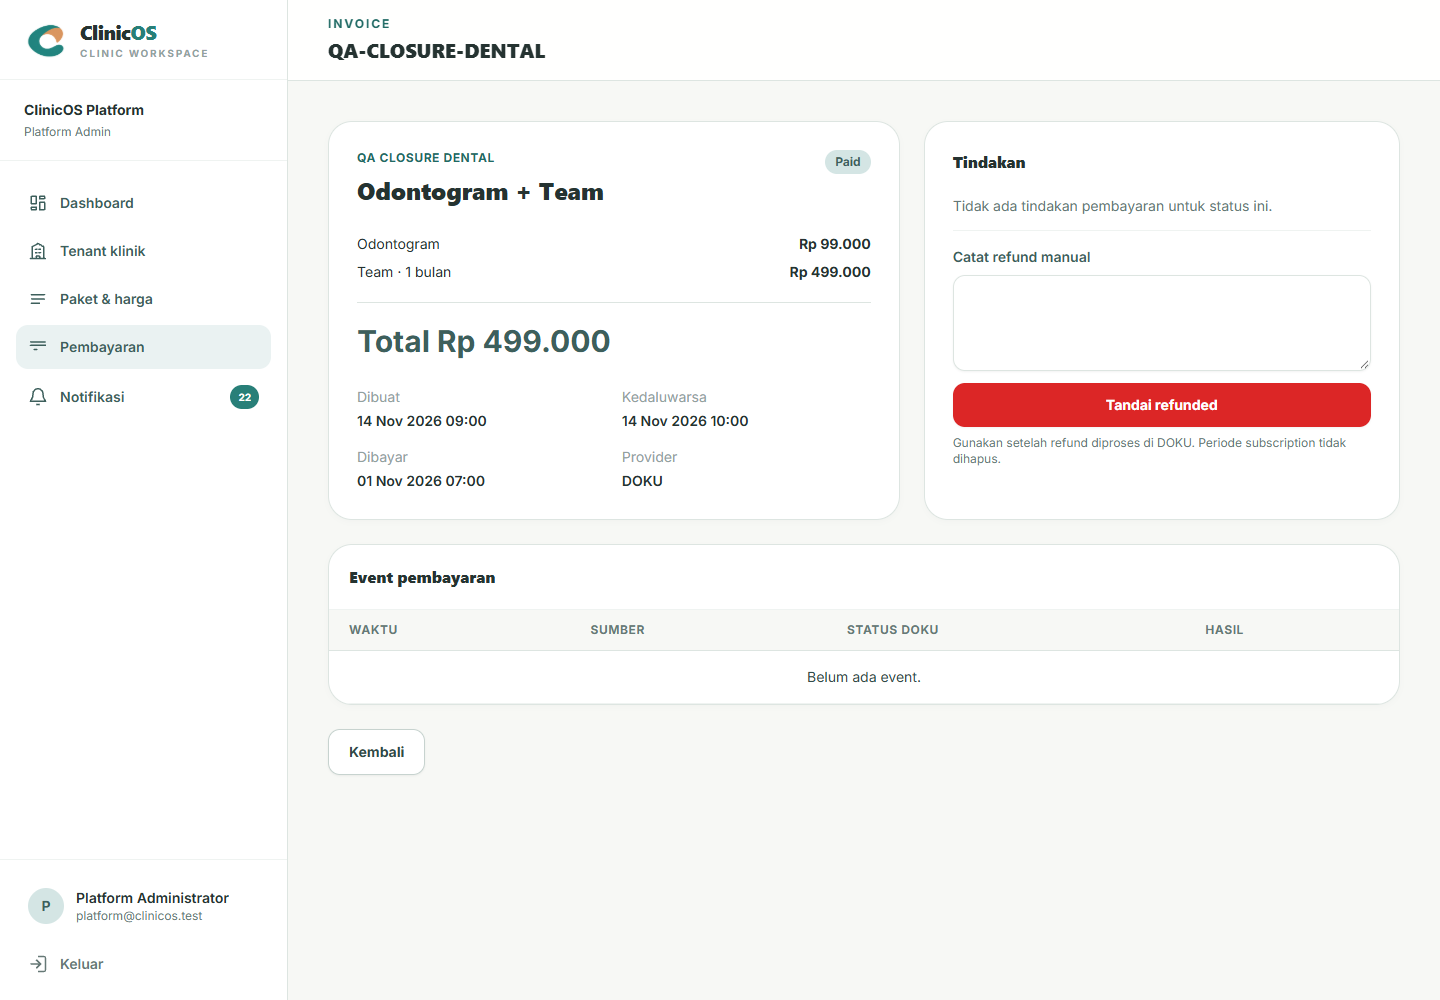 ClinicOS
CLINIC WORKSPACE
ClinicOS Platform
Platform Admin
Dashboard
Tenant klinik
Paket & harga
Pembayaran
Notifikasi 22
P
Platform Administrator
platform@clinicos.test
Keluar
INVOICE
QA-CLOSURE-DENTAL
QA CLOSURE DENTAL
Paid
Odontogram + Team
Odontogram Rp 99.000
Team · 1 bulan Rp 499.000
Total Rp 499.000
Dibuat Kedaluwarsa
14 Nov 2026 09:00 14 Nov 2026 10:00
Dibayar Provider
01 Nov 2026 07:00 DOKU
Tindakan
Tidak ada tindakan pembayaran untuk status ini.
Catat refund manual
Tandai refunded
Gunakan setelah refund diproses di DOKU. Periode subscription tidak
dihapus.
Event pembayaran
WAKTU SUMBER STATUS DOKU HASIL
Belum ada event.
Kembali